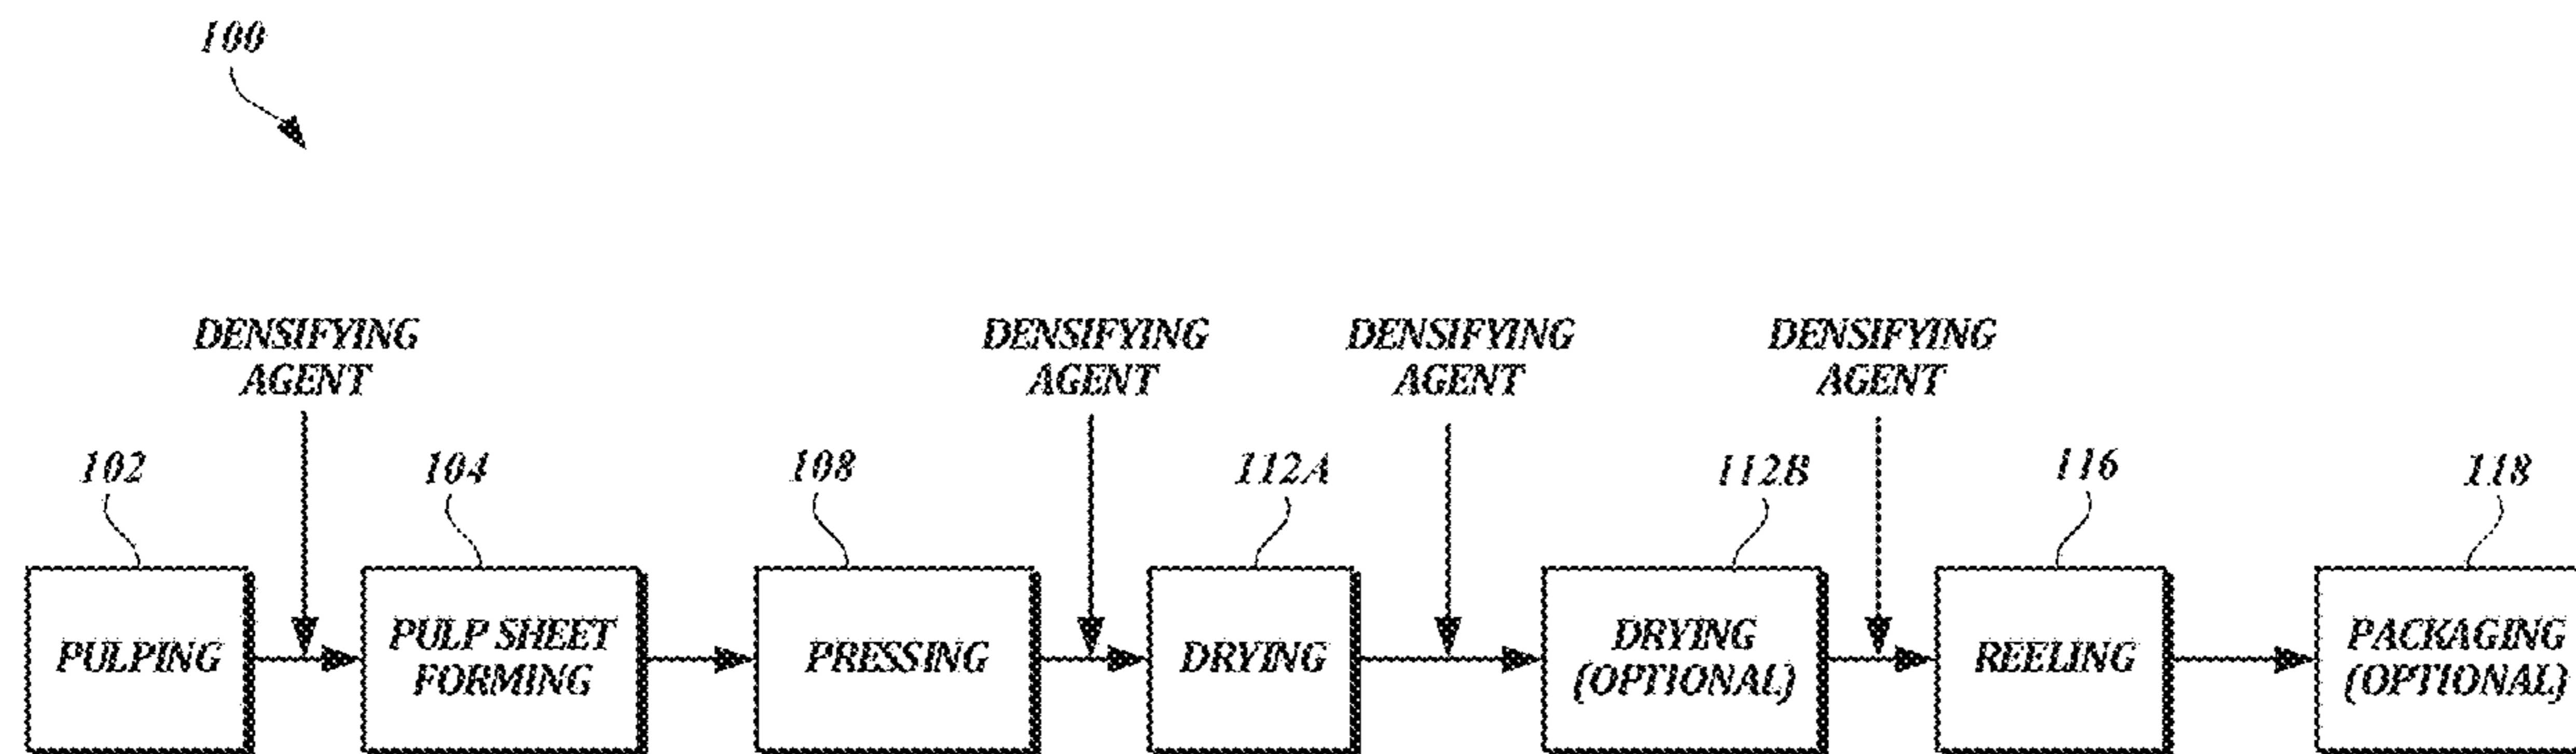 100
DENSIFYING
AGENT
DENSIFYING
AGENT
DENSIFYING
AGENT
DENSIFYING
AGENT
102
104
108
112A
112B
116
118
PULPING
PULP SHEET
FORMING
PRESSING
DRYING
DRYING
(OPTIONAL)
REELING
PACKAGING
(OPTIONAL)